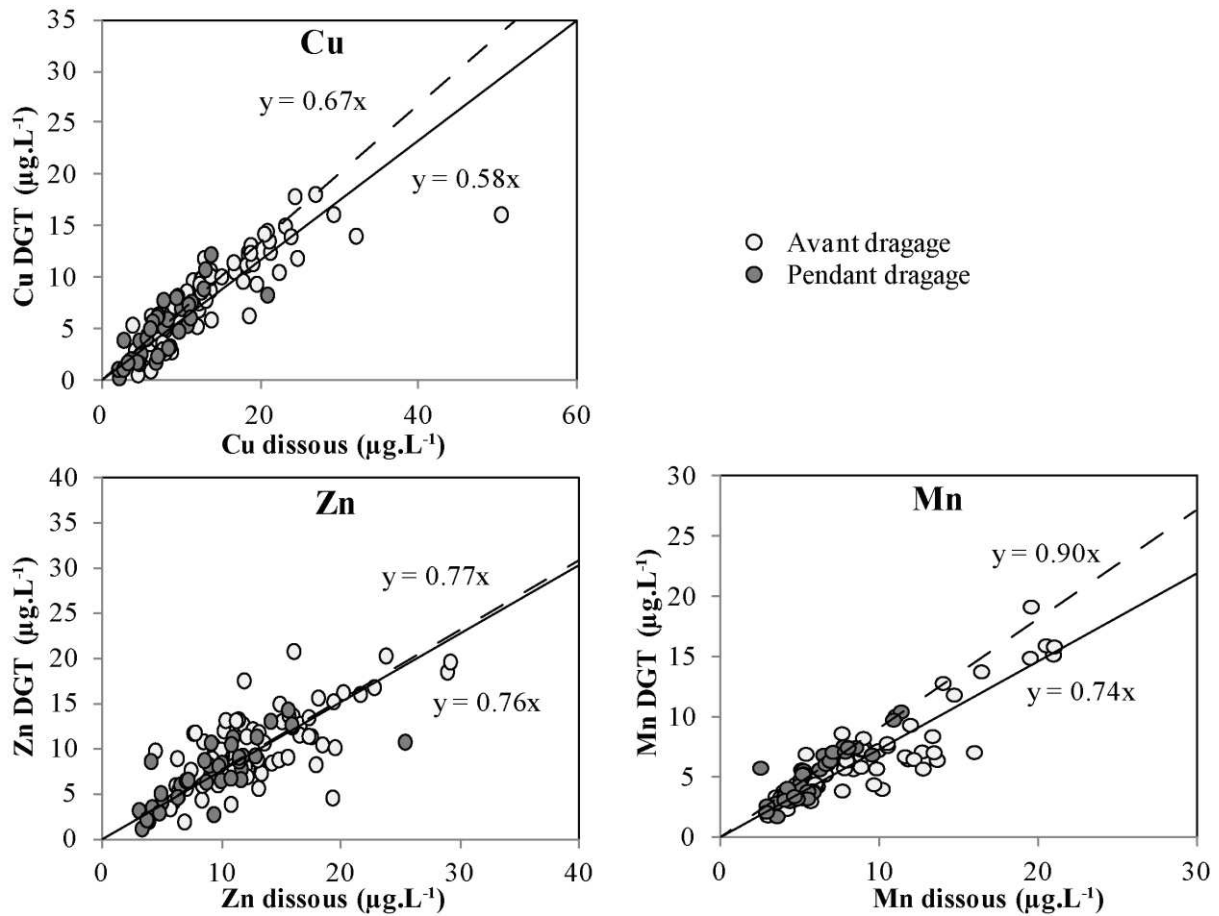 Cu
35
30
25
20
15
10
5
0
Cu DGT (µg.L⁻¹)
y = 0.67x
y = 0.58x
0 20 40 60
Cu dissous (µg.L⁻¹)
Avant dragage
Pendant dragage
Zn
40
35
30
25
20
15
10
5
0
Zn DGT (µg.L⁻¹)
y = 0.77x
y = 0.76x
0 10 20 30 40
Zn dissous (µg.L⁻¹)
Mn
30
25
20
15
10
5
0
Mn DGT (µg.L⁻¹)
y = 0.90x
y = 0.74x
0 10 20 30
Mn dissous (µg.L⁻¹)